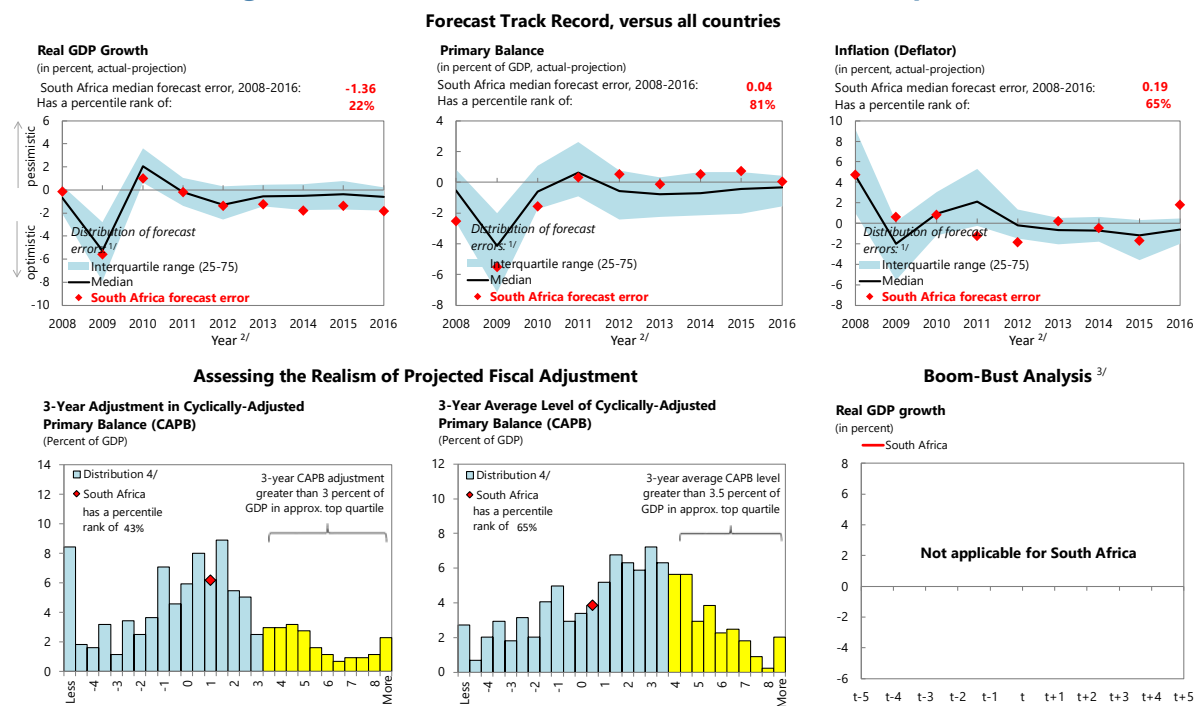 Forecast Track Record, versus all countries
Real GDP Growth
(in percent, actual-projection)
South Africa median forecast error, 2008-2016: -1.36
Has a percentile rank of: 22%
pessimistic
optimistic
6
4
2
0
-2
-4
-6
-8
-10
Distribution of forecast
errors: 1/
Interquartile range (25-75)
Median
South Africa forecast error
2008 2009 2010 2011 2012 2013 2014 2015 2016
Year 2/
Primary Balance
(in percent of GDP, actual-projection)
South Africa median forecast error, 2008-2016: 0.04
Has a percentile rank of: 81%
4
2
0
-2
-4
-6
-8
Distribution of forecast
errors: 1/
Interquartile range (25-75)
Median
South Africa forecast error
2008 2009 2010 2011 2012 2013 2014 2015 2016
Year 2/
Inflation (Deflator)
(in percent, actual-projection)
South Africa median forecast error, 2008-2016: 0.19
Has a percentile rank of: 65%
10
8
6
4
2
0
-2
-4
-6
-8
Distribution of forecast
errors: 1/
Interquartile range (25-75)
Median
South Africa forecast error
2008 2009 2010 2011 2012 2013 2014 2015 2016
Year 2/
Assessing the Realism of Projected Fiscal Adjustment
3-Year Adjustment in Cyclically-Adjusted
Primary Balance (CAPB)
(Percent of GDP)
14
12
10
8
6
4
2
0
Distribution 4/
South Africa
has a percentile
rank of 43%
3-year CAPB adjustment
greater than 3 percent of
GDP in approx. top quartile
Less -4 -3 -2 -1 0 1 2 3 4 5 6 7 8 More
3-Year Average Level of Cyclically-Adjusted
Primary Balance (CAPB)
(Percent of GDP)
12
10
8
6
4
2
0
Distribution 4/
South Africa
has a percentile
rank of 65%
3-year average CAPB level
greater than 3.5 percent of
GDP in approx. top quartile
Less -4 -3 -2 -1 0 1 2 3 4 5 6 7 8 More
Boom-Bust Analysis 3/
Real GDP growth
(in percent)
South Africa
8
6
4
2
0
-2
-4
-6
Not applicable for South Africa
t-5 t-4 t-3 t-2 t-1 t t+1 t+2 t+3 t+4 t+5